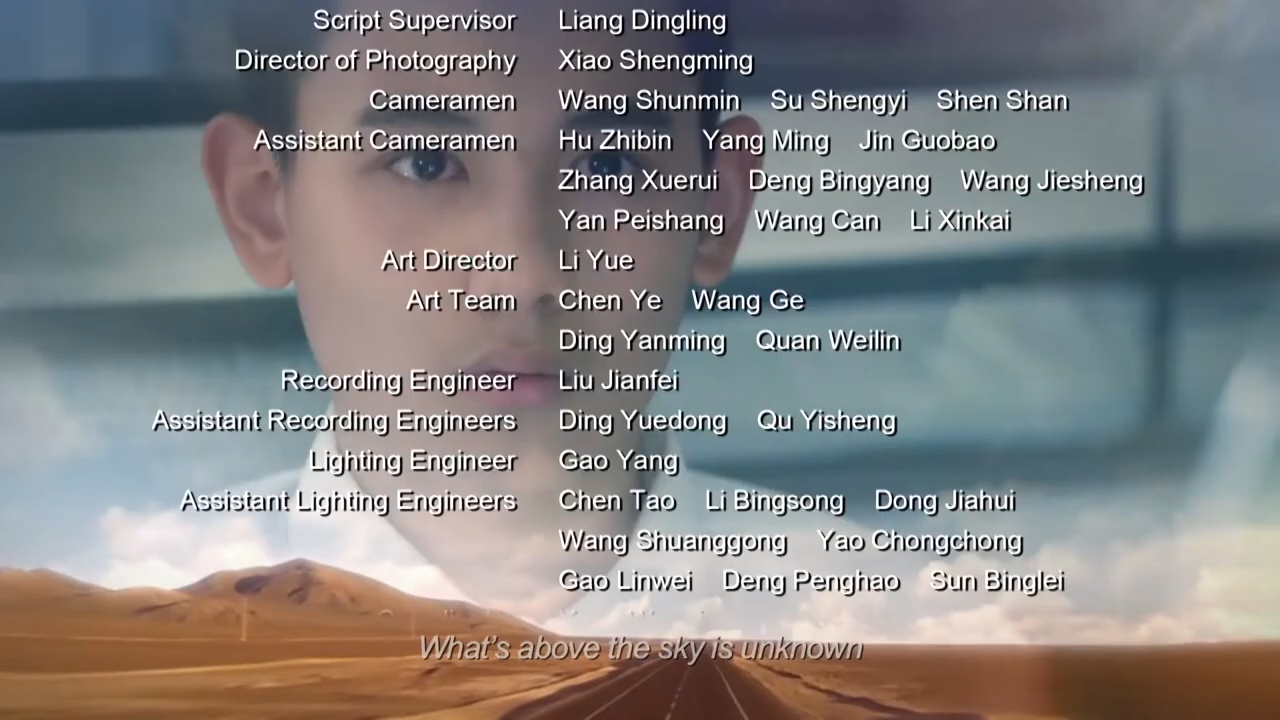 Script Supervisor Liang Dingling
Director of Photography Xiao Shengming
Cameramen Wang Shunmin Su Shengyi Shen Shan
Assistant Cameramen Hu Zhibin Yang Ming Jin Guobao
Zhang Xuerui Deng Bingyang Wang Jiesheng
Yan Peishang Wang Can Li Xinkai
Art Director Li Yue
Art Team Chen Ye Wang Ge
Ding Yanming Quan Weilin
Recording Engineer Liu Jianfei
Assistant Recording Engineers Ding Yuedong Qu Yisheng
Lighting Engineer Gao Yang
Assistant Lighting Engineers Chen Tao Li Bingsong Dong Jiahui
Wang Shuanggong Yao Chongchong
Gao Linwei Deng Penghao Sun Binglei
What's above the sky is unknown